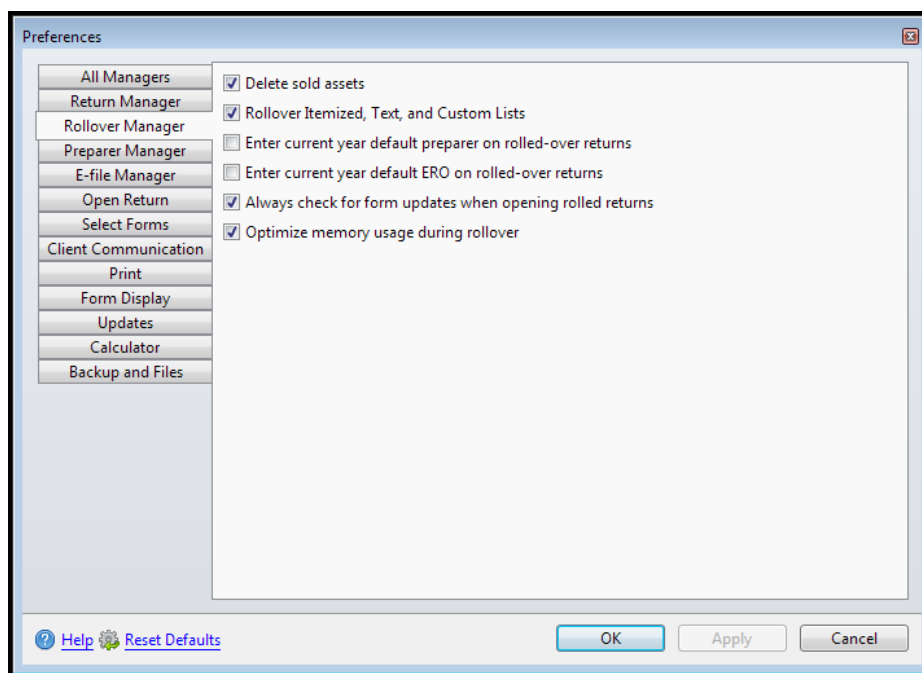 Preferences
All Managers
Return Manager
Rollover Manager
Preparer Manager
E-file Manager
Open Return
Select Forms
Client Communication
Print
Form Display
Updates
Calculator
Backup and Files
Delete sold assets
Rollover Itemized, Text, and Custom Lists
Enter current year default preparer on rolled-over returns
Enter current year default ERO on rolled-over returns
Always check for form updates when opening rolled returns
Optimize memory usage during rollover
? Help Reset Defaults
OK Apply Cancel